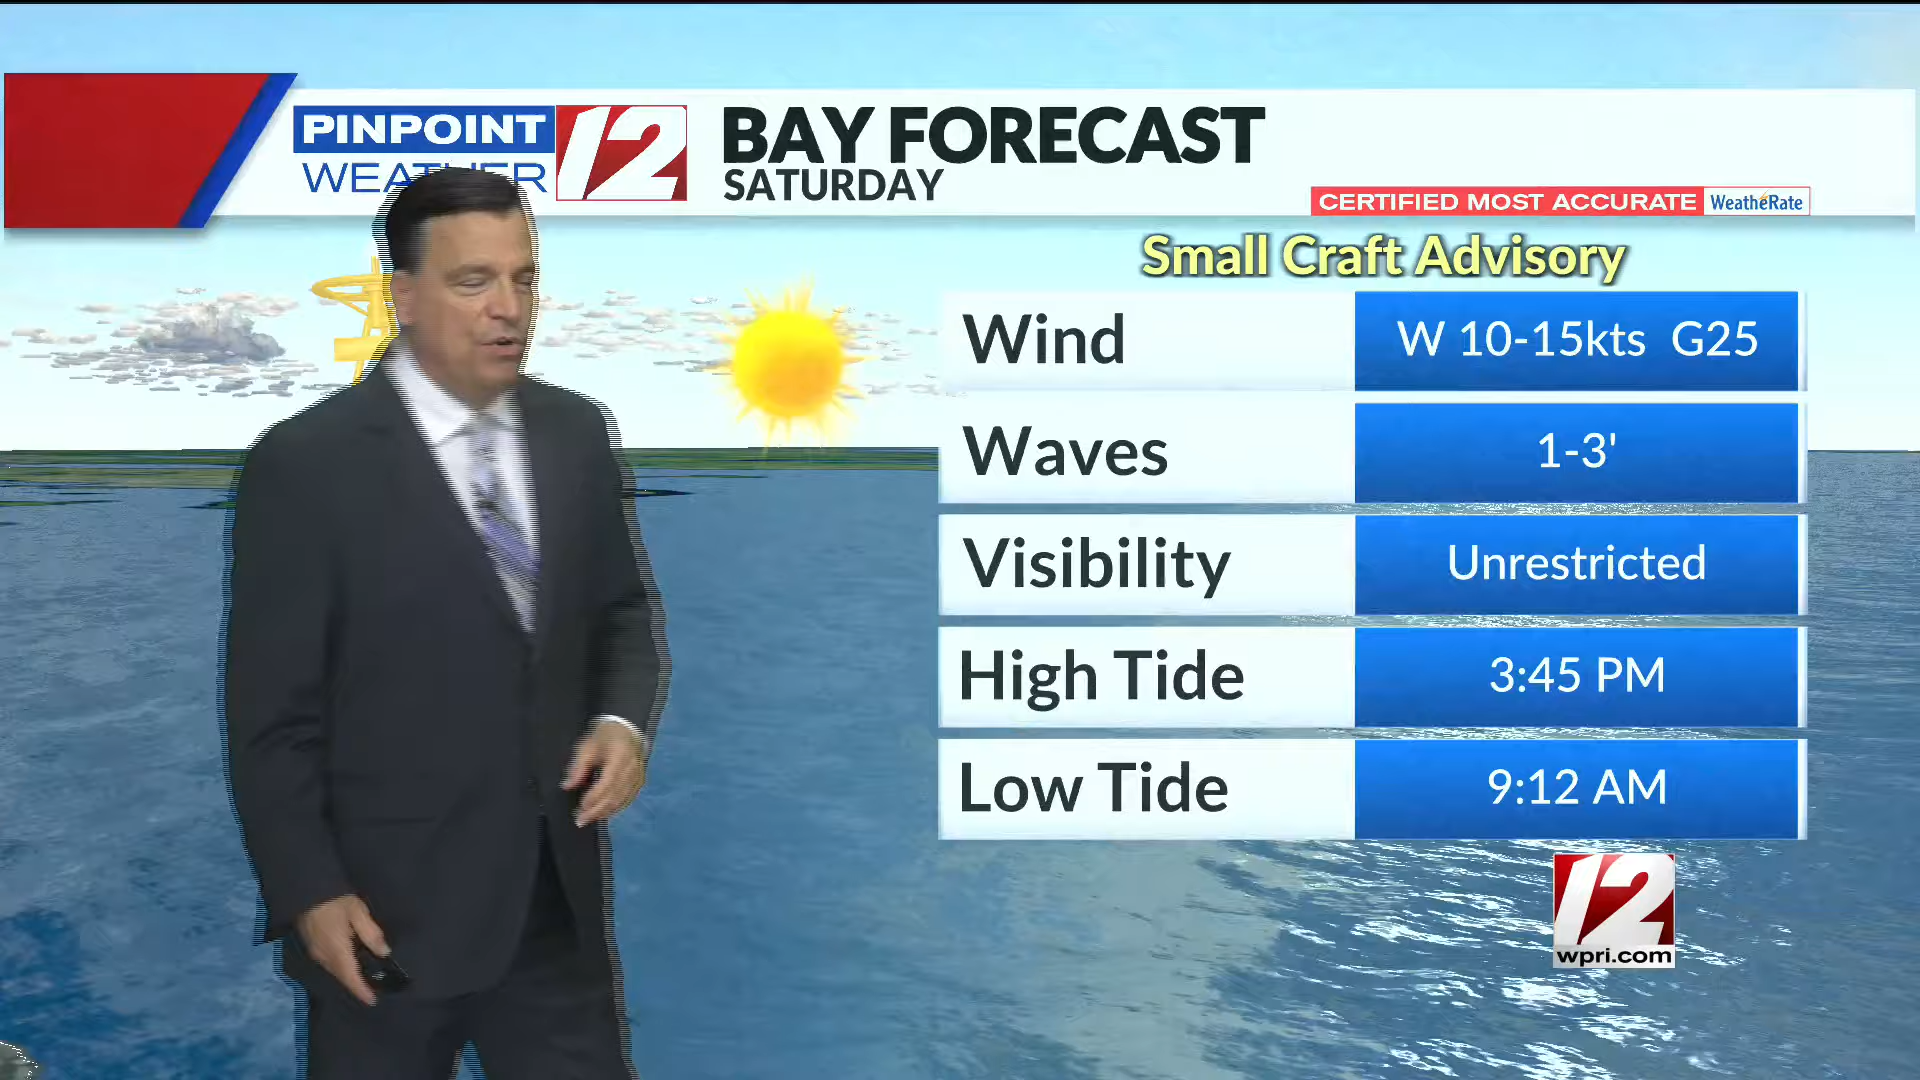 PINPOINT
WEATHER
12
BAY FORECAST
SATURDAY
CERTIFIED MOST ACCURATE WeatheRate
Small Craft Advisory
Wind W 10-15kts G25
Waves 1-3'
Visibility Unrestricted
High Tide 3:45 PM
Low Tide 9:12 AM
12
wpri.com